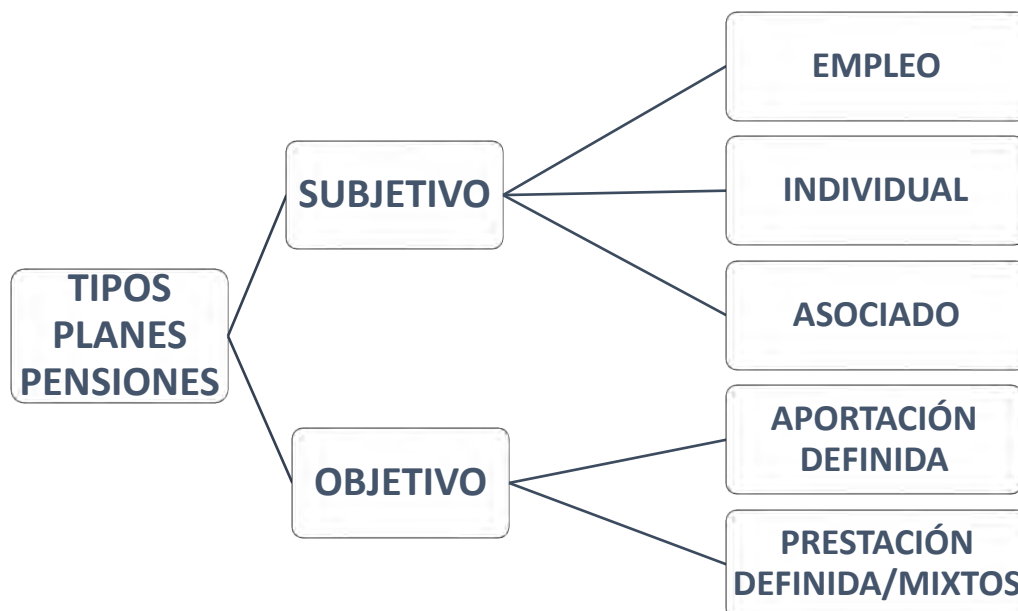 TIPOS
PLANES
PENSIONES
SUBJETIVO
EMPLEO
INDIVIDUAL
ASOCIADO
OBJETIVO
APORTACIÓN
DEFINIDA
PRESTACIÓN
DEFINIDA/MIXTOS